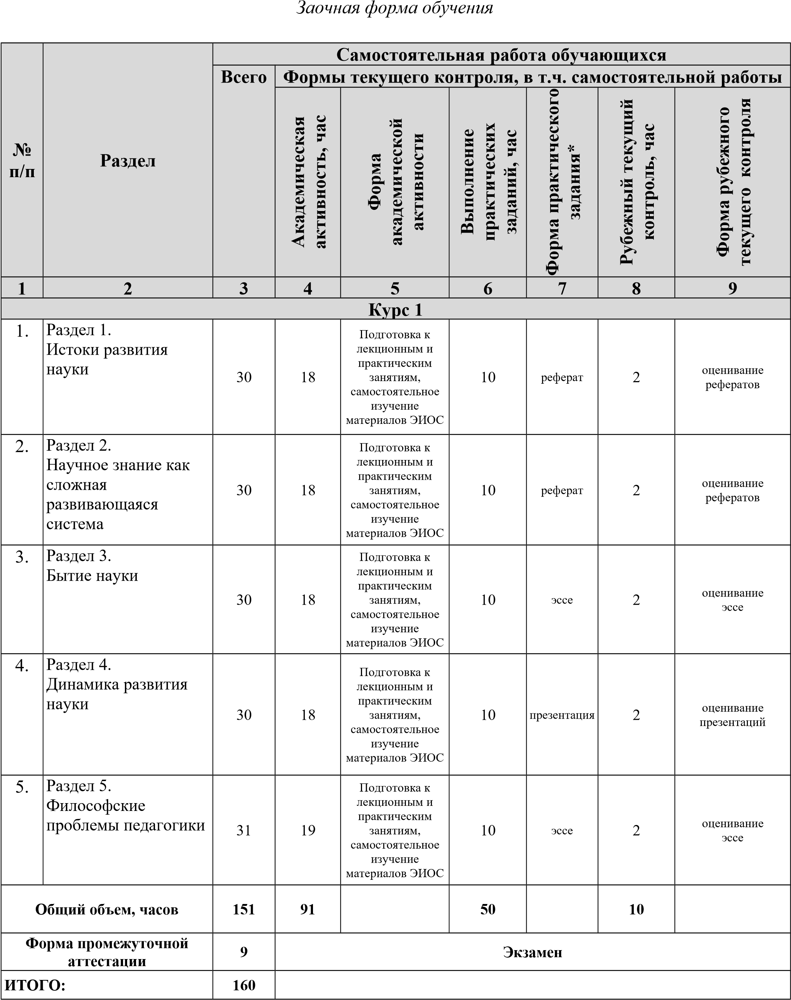 Заочная форма обучения
Самостоятельная работа обучающихся
Всего
Формы текущего контроля, в т.ч. самостоятельной работы
№
п/п
Раздел
Академическая
активность, час
Форма
академической
активности
Выполнение
практических
заданий, час
Форма практического
задания*
Рубежный текущий
контроль, час
Форма рубежного
текущего контроля
1 2 3 4 5 6 7 8 9
Курс 1
1.
Раздел 1.
Истоки развития
науки
30
18
Подготовка к
лекционным и
практическим
занятиям,
самостоятельное
изучение
материалов ЭИОС
10
реферат
2
оценивание
рефератов
2.
Раздел 2.
Научное знание как
сложная
развивающаяся
система
30
18
Подготовка к
лекционным и
практическим
занятиям,
самостоятельное
изучение
материалов ЭИОС
10
реферат
2
оценивание
рефератов
3.
Раздел 3.
Бытие науки
30
18
Подготовка к
лекционным и
практическим
занятиям,
самостоятельное
изучение
материалов ЭИОС
10
эссе
2
оценивание
эссе
4.
Раздел 4.
Динамика развития
науки
30
18
Подготовка к
лекционным и
практическим
занятиям,
самостоятельное
изучение
материалов ЭИОС
10
презентация
2
оценивание
презентаций
5.
Раздел 5.
Философские
проблемы педагогики
31
19
Подготовка к
лекционным и
практическим
занятиям,
самостоятельное
изучение
материалов ЭИОС
10
эссе
2
оценивание
эссе
Общий объем, часов 151 91 50 10
Форма промежуточной
аттестации
9
Экзамен
ИТОГО: 160